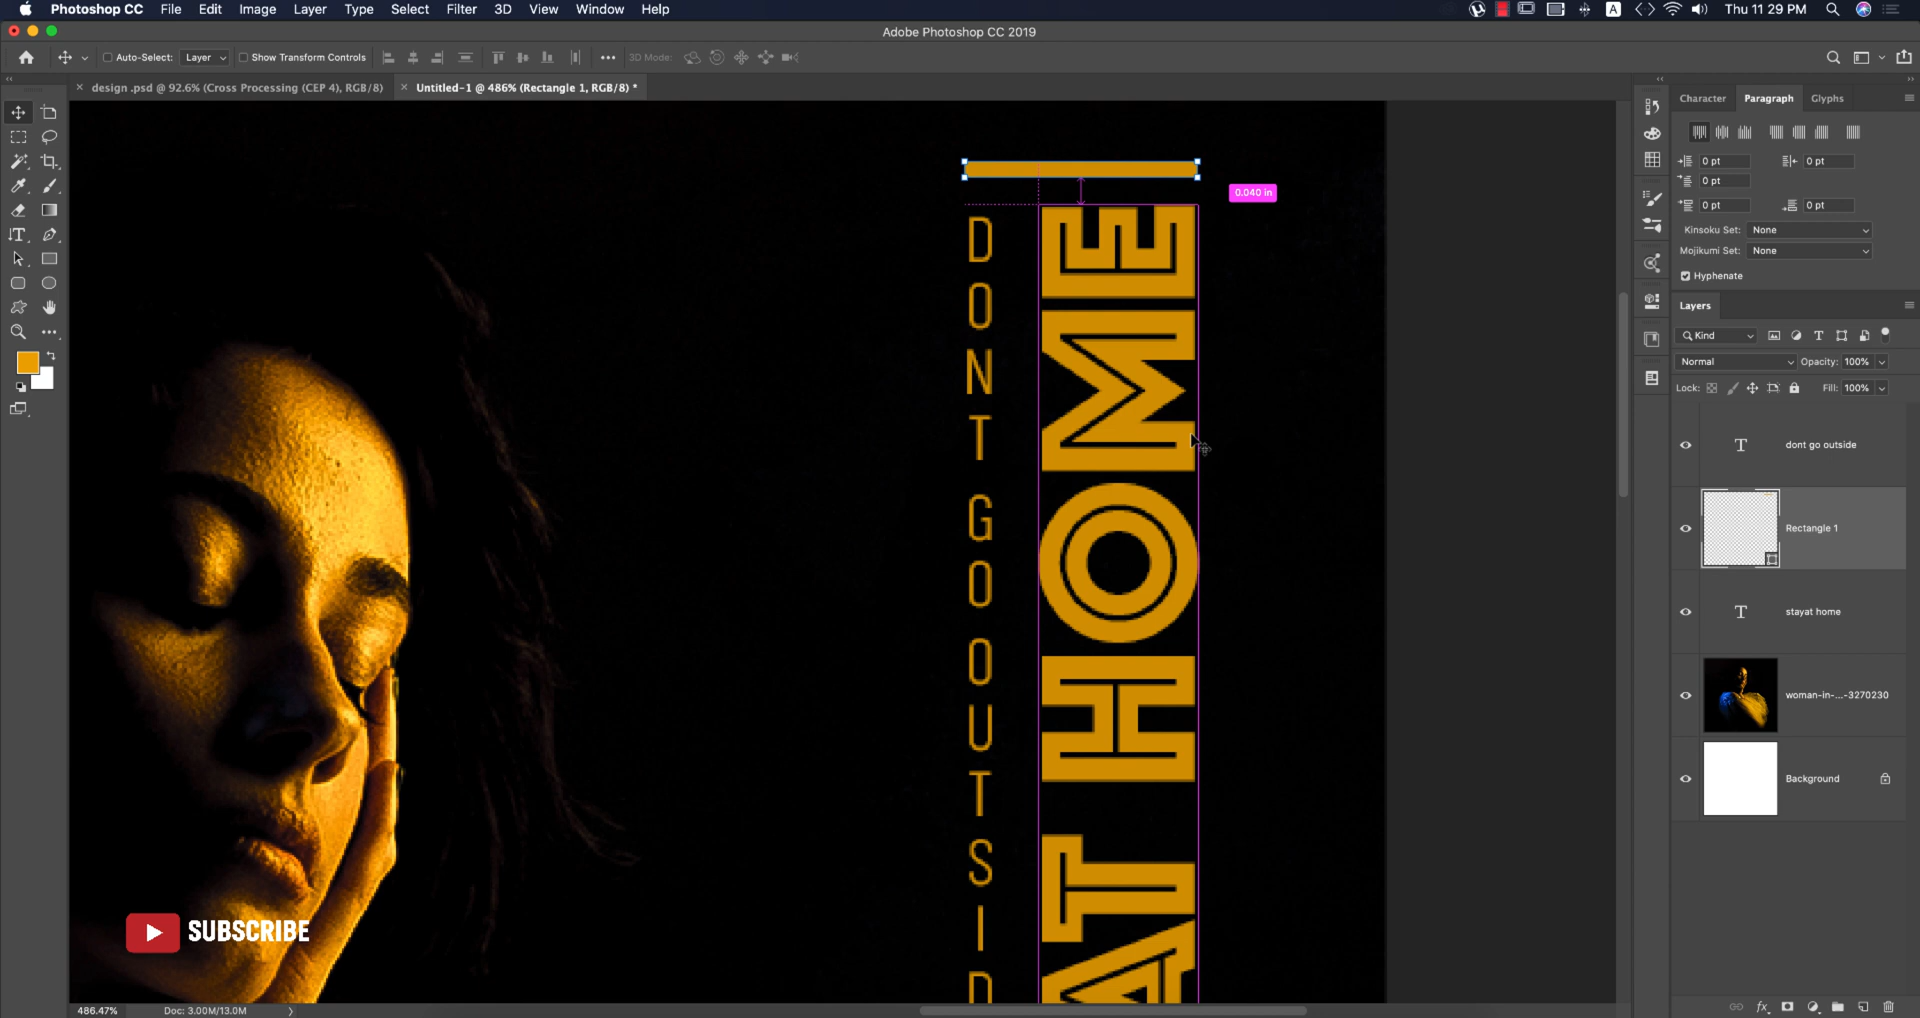 Photoshop CC File Edit Image Layer Type Select Filter 3D View Window Help
A Thu 11 29 PM
Adobe Photoshop CC 2019
Auto-Select: Layer Show Transform Controls 3D Mode:
design .psd @ 92.6% (Cross Processing (CEP 4), RGB/8) Untitled-1 @ 486% (Rectangle 1, RGB/8) *
Character Paragraph Glyphs
0 pt 0 pt
0 pt
0 pt 0 pt
Kinsoku Set: None
Mojikumi Set: None
Hyphenate
Layers
Kind
Normal Opacity: 100%
Lock: Fill: 100%
T dont go outside
Rectangle 1
T stayat home
woman-in-...-3270230
Background
0.040 in
DONT GO OUTSID
AT HOME
SUBSCRIBE
486.47% Doc: 3.00M/13.0M